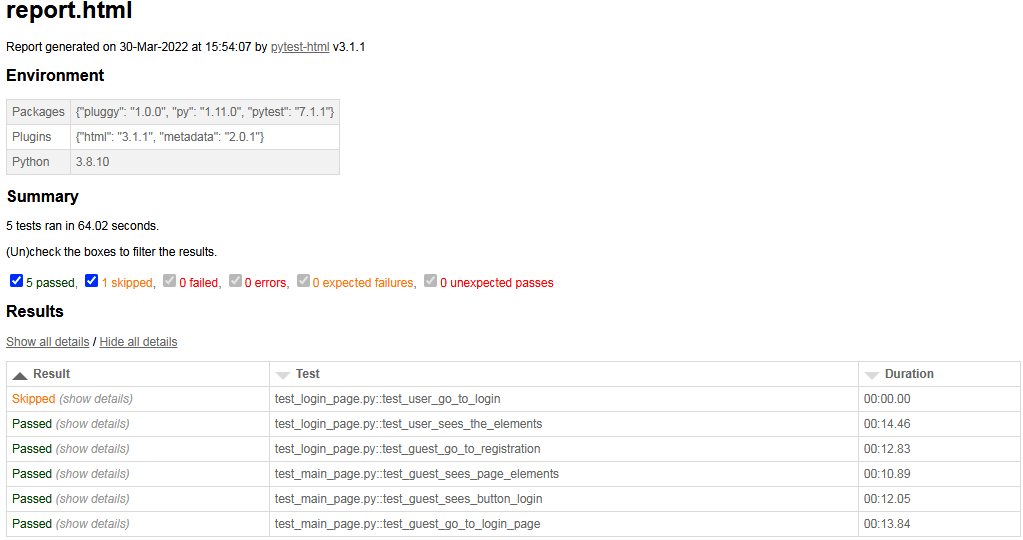 report.html
Report generated on 30-Mar-2022 at 15:54:07 by pytest-html v3.1.1
Environment
Packages {"pluggy": "1.0.0", "py": "1.11.0", "pytest": "7.1.1"}
Plugins {"html": "3.1.1", "metadata": "2.0.1"}
Python 3.8.10
Summary
5 tests ran in 64.02 seconds.
(Un)check the boxes to filter the results.
5 passed, 1 skipped, 0 failed, 0 errors, 0 expected failures, 0 unexpected passes
Results
Show all details / Hide all details
Result Test Duration
Skipped (show details) test_login_page.py::test_user_go_to_login 00:00.00
Passed (show details) test_login_page.py::test_user_sees_the_elements 00:14.46
Passed (show details) test_login_page.py::test_guest_go_to_registration 00:12.83
Passed (show details) test_main_page.py::test_guest_sees_page_elements 00:10.89
Passed (show details) test_main_page.py::test_guest_sees_button_login 00:12.05
Passed (show details) test_main_page.py::test_guest_go_to_login_page 00:13.84